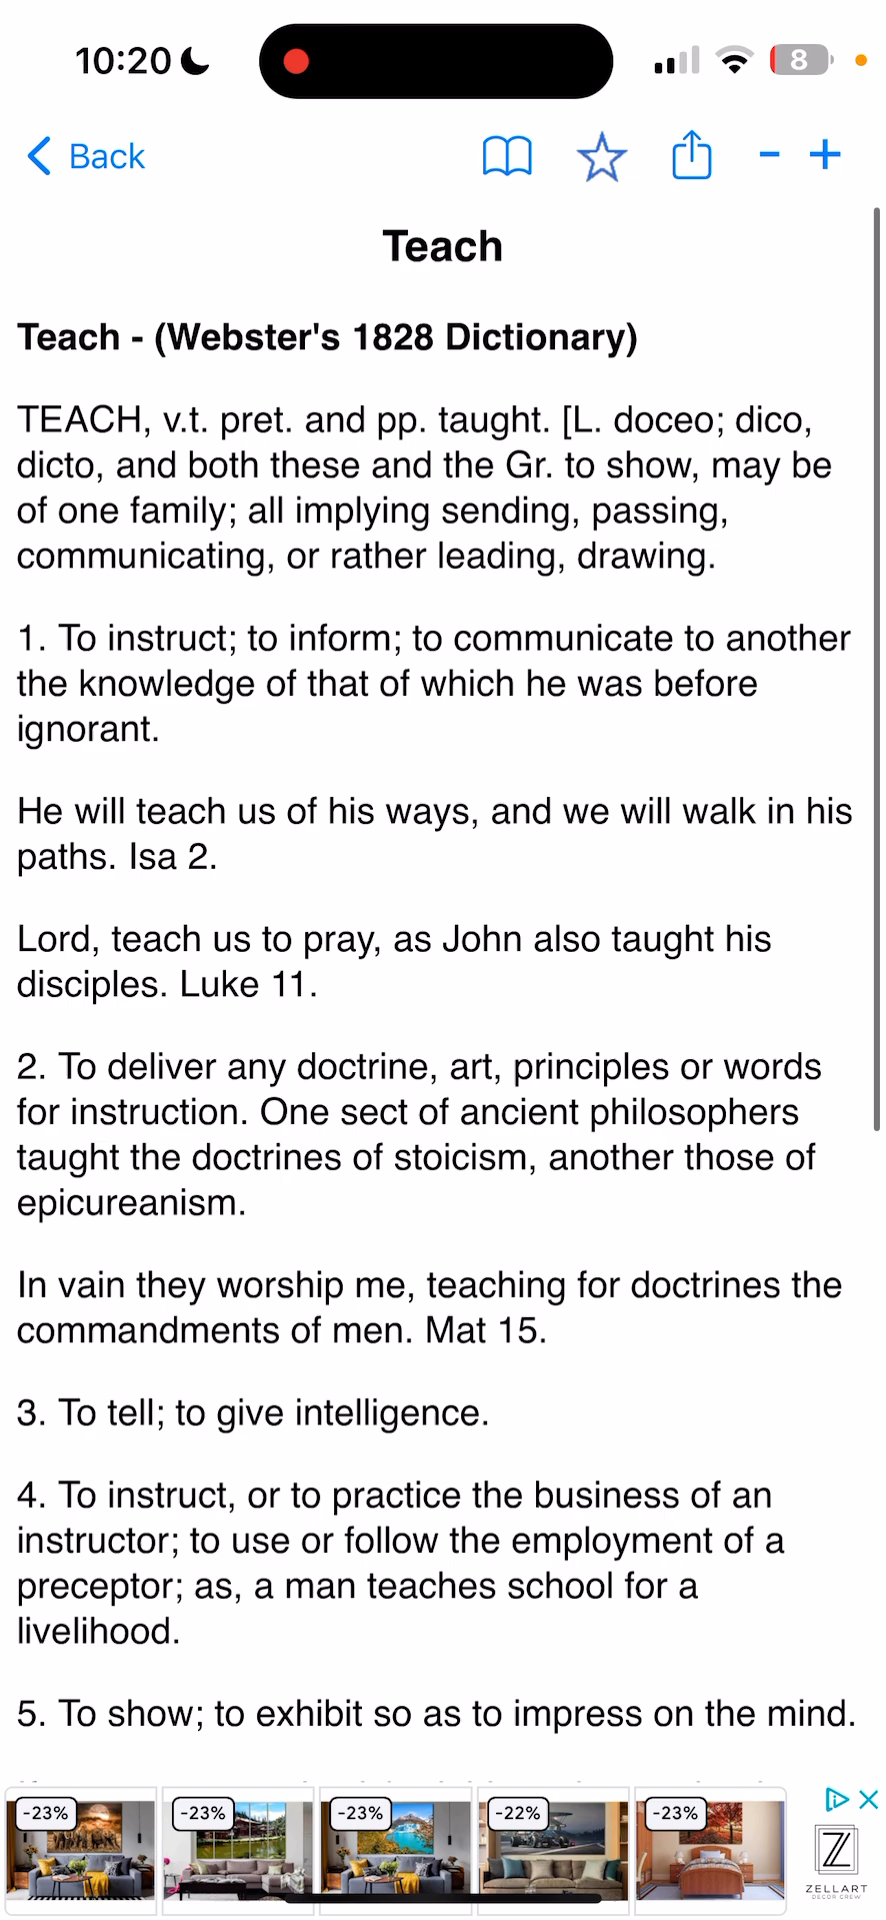 10:20
8
Back
- +
Teach
Teach - (Webster's 1828 Dictionary)
TEACH, v.t. pret. and pp. taught. [L. doceo; dico,
dicto, and both these and the Gr. to show, may be
of one family; all implying sending, passing,
communicating, or rather leading, drawing.
1. To instruct; to inform; to communicate to another
the knowledge of that of which he was before
ignorant.
He will teach us of his ways, and we will walk in his
paths. Isa 2.
Lord, teach us to pray, as John also taught his
disciples. Luke 11.
2. To deliver any doctrine, art, principles or words
for instruction. One sect of ancient philosophers
taught the doctrines of stoicism, another those of
epicureanism.
In vain they worship me, teaching for doctrines the
commandments of men. Mat 15.
3. To tell; to give intelligence.
4. To instruct, or to practice the business of an
instructor; to use or follow the employment of a
preceptor; as, a man teaches school for a
livelihood.
5. To show; to exhibit so as to impress on the mind.
-23% -23% -23% -22% -23%
Z
ZELLART
DECOR CREW